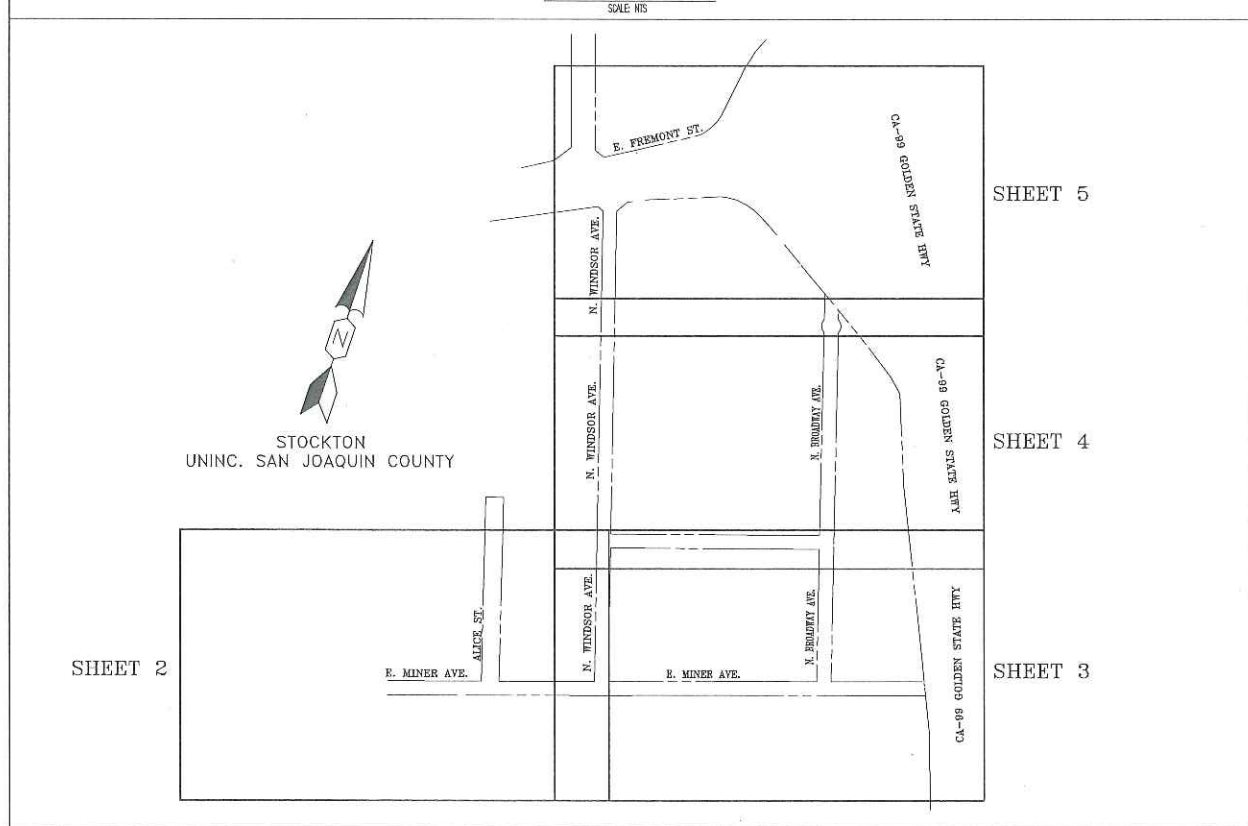 SCALE: NTS
E. FREMONT ST.
CA-99 GOLDEN STATE HWY
SHEET 5
N. WINDSOR AVE.
N
STOCKTON
UNINC. SAN JOAQUIN COUNTY
N. WINDSOR AVE.
N. BROADWAY AVE.
CA-99 GOLDEN STATE HWY
SHEET 4
ALICE ST.
N. WINDSOR AVE.
N. BROADWAY AVE.
CA-99 GOLDEN STATE HWY
SHEET 2
E. MINER AVE.
E. MINER AVE.
SHEET 3